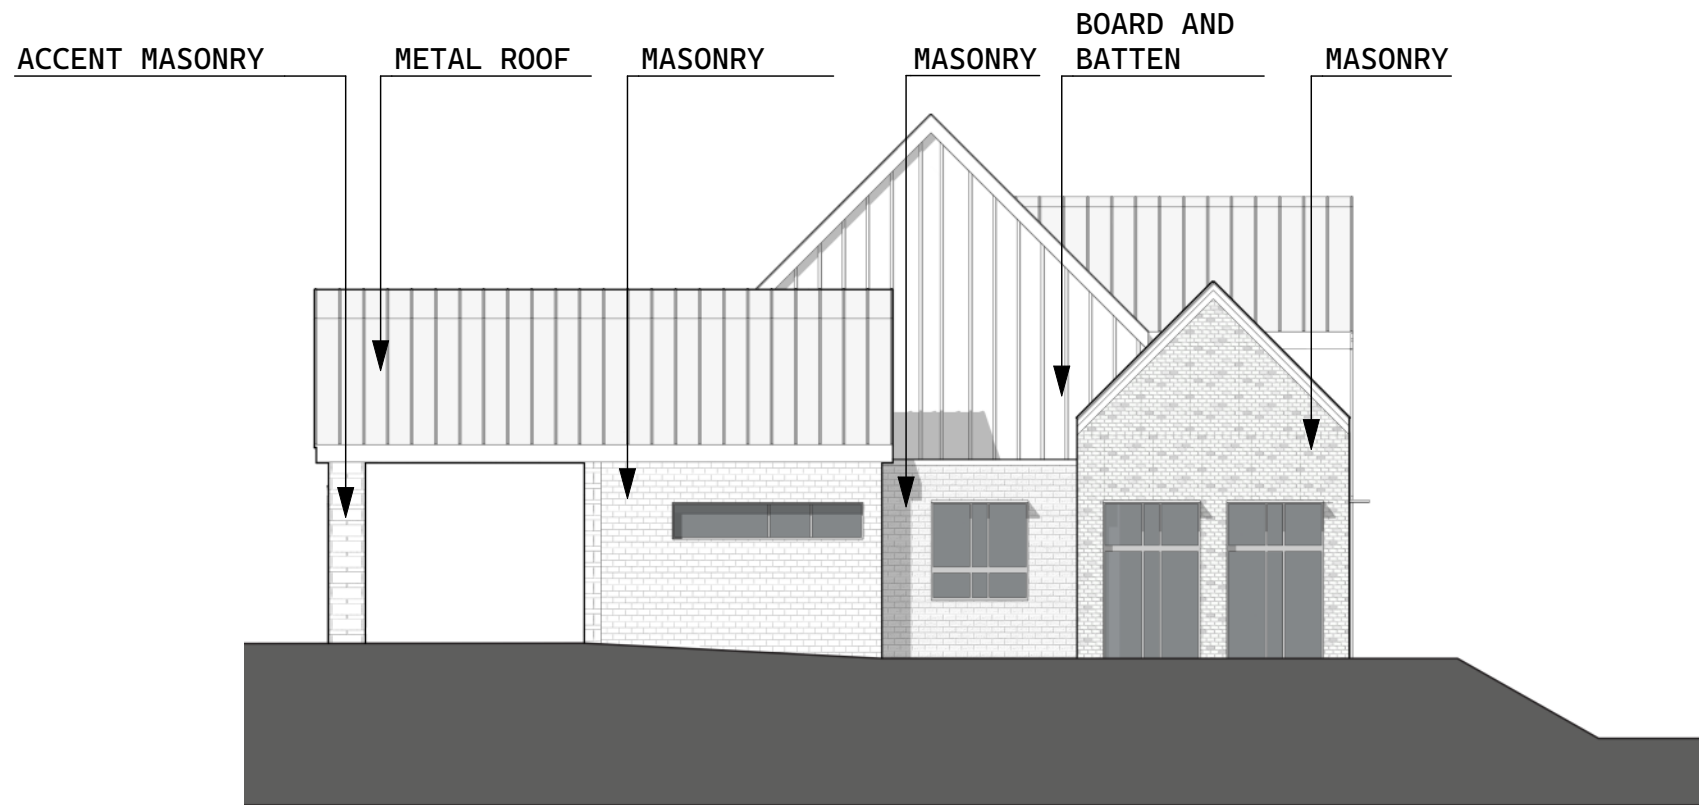 ACCENT MASONRY
METAL ROOF
MASONRY
MASONRY
BOARD AND
BATTEN
MASONRY